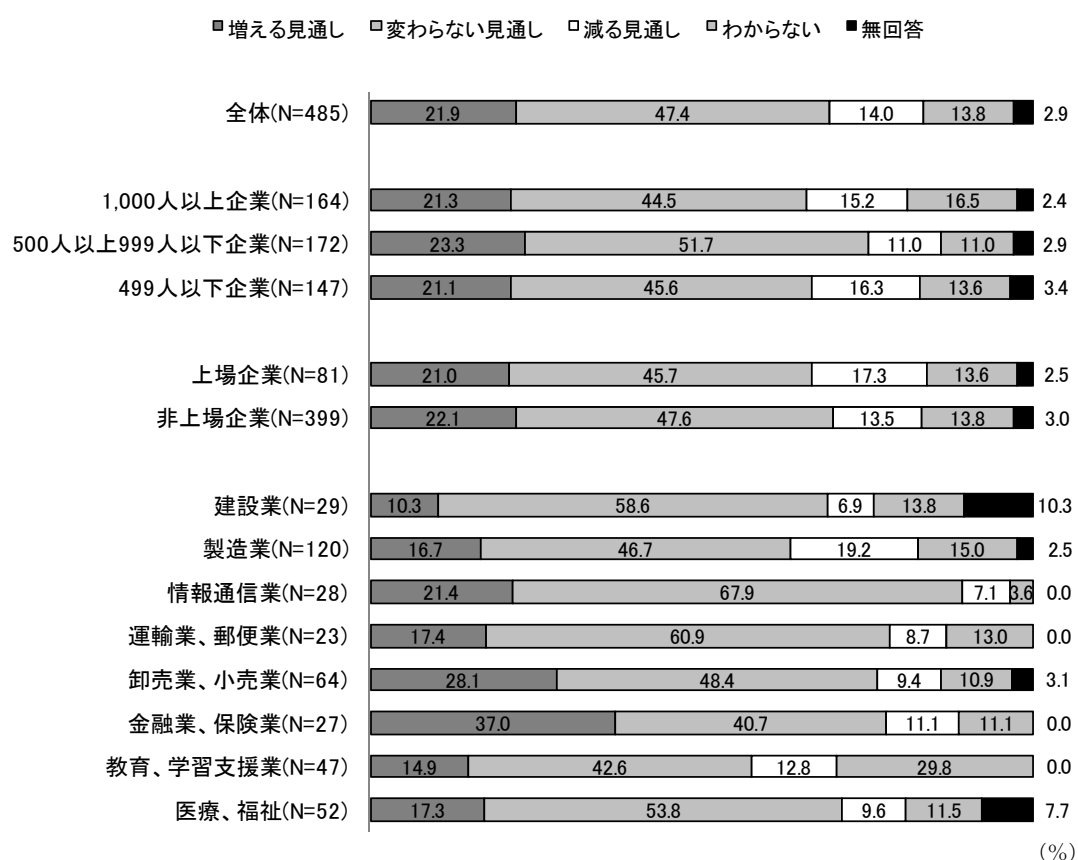 ■増える見通し ■変わらない見通し □減る見通し ■わからない ■無回答
全体(N=485) 21.9 47.4 14.0 13.8 2.9
1,000人以上企業(N=164) 21.3 44.5 15.2 16.5 2.4
500人以上999人以下企業(N=172) 23.3 51.7 11.0 11.0 2.9
499人以下企業(N=147) 21.1 45.6 16.3 13.6 3.4
上場企業(N=81) 21.0 45.7 17.3 13.6 2.5
非上場企業(N=399) 22.1 47.6 13.5 13.8 3.0
建設業(N=29) 10.3 58.6 6.9 13.8 10.3
製造業(N=120) 16.7 46.7 19.2 15.0 2.5
情報通信業(N=28) 21.4 67.9 7.1 3.6 0.0
運輸業、郵便業(N=23) 17.4 60.9 8.7 13.0 0.0
卸売業、小売業(N=64) 28.1 48.4 9.4 10.9 3.1
金融業、保険業(N=27) 37.0 40.7 11.1 11.1 0.0
教育、学習支援業(N=47) 14.9 42.6 12.8 29.8 0.0
医療、福祉(N=52) 17.3 53.8 9.6 11.5 7.7
(%)